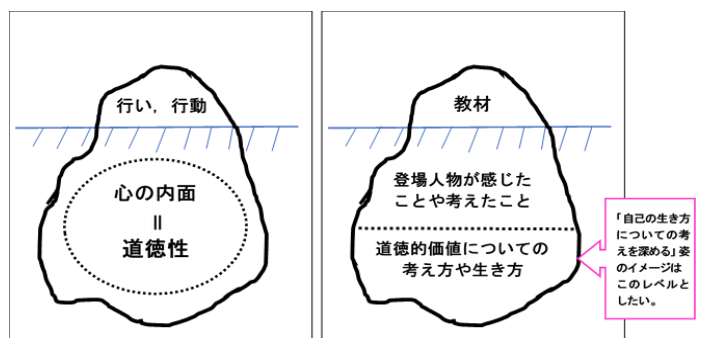 行い，行動
心の内面
＝
道徳性
教材
登場人物が感じた
ことや考えたこと
道徳的価値についての
考え方や生き方
「自己の生き方
についての考
えを深める」姿
のイメージは
このレベルと
したい。